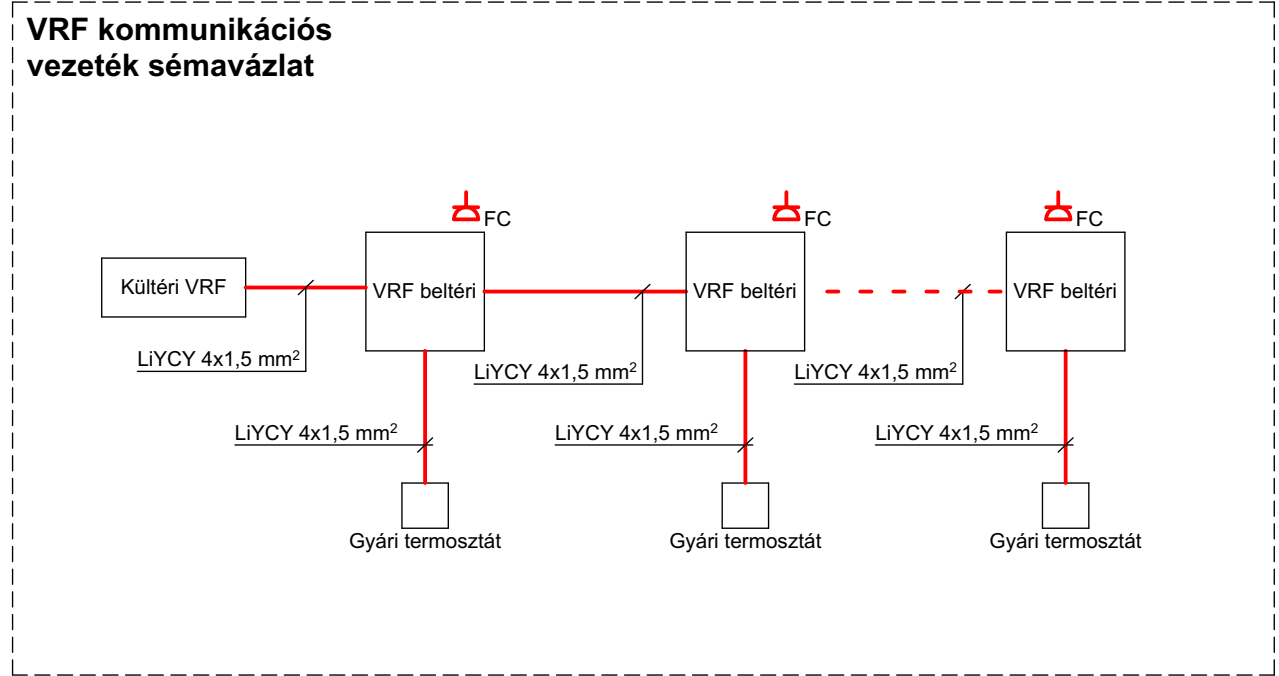 VRF kommunikációs
vezeték sémavázlat
FC
FC
FC
Kültéri VRF
VRF beltéri
VRF beltéri
VRF beltéri
LiYCY 4x1,5 mm²
LiYCY 4x1,5 mm²
LiYCY 4x1,5 mm²
LiYCY 4x1,5 mm²
LiYCY 4x1,5 mm²
LiYCY 4x1,5 mm²
Gyári termosztát
Gyári termosztát
Gyári termosztát